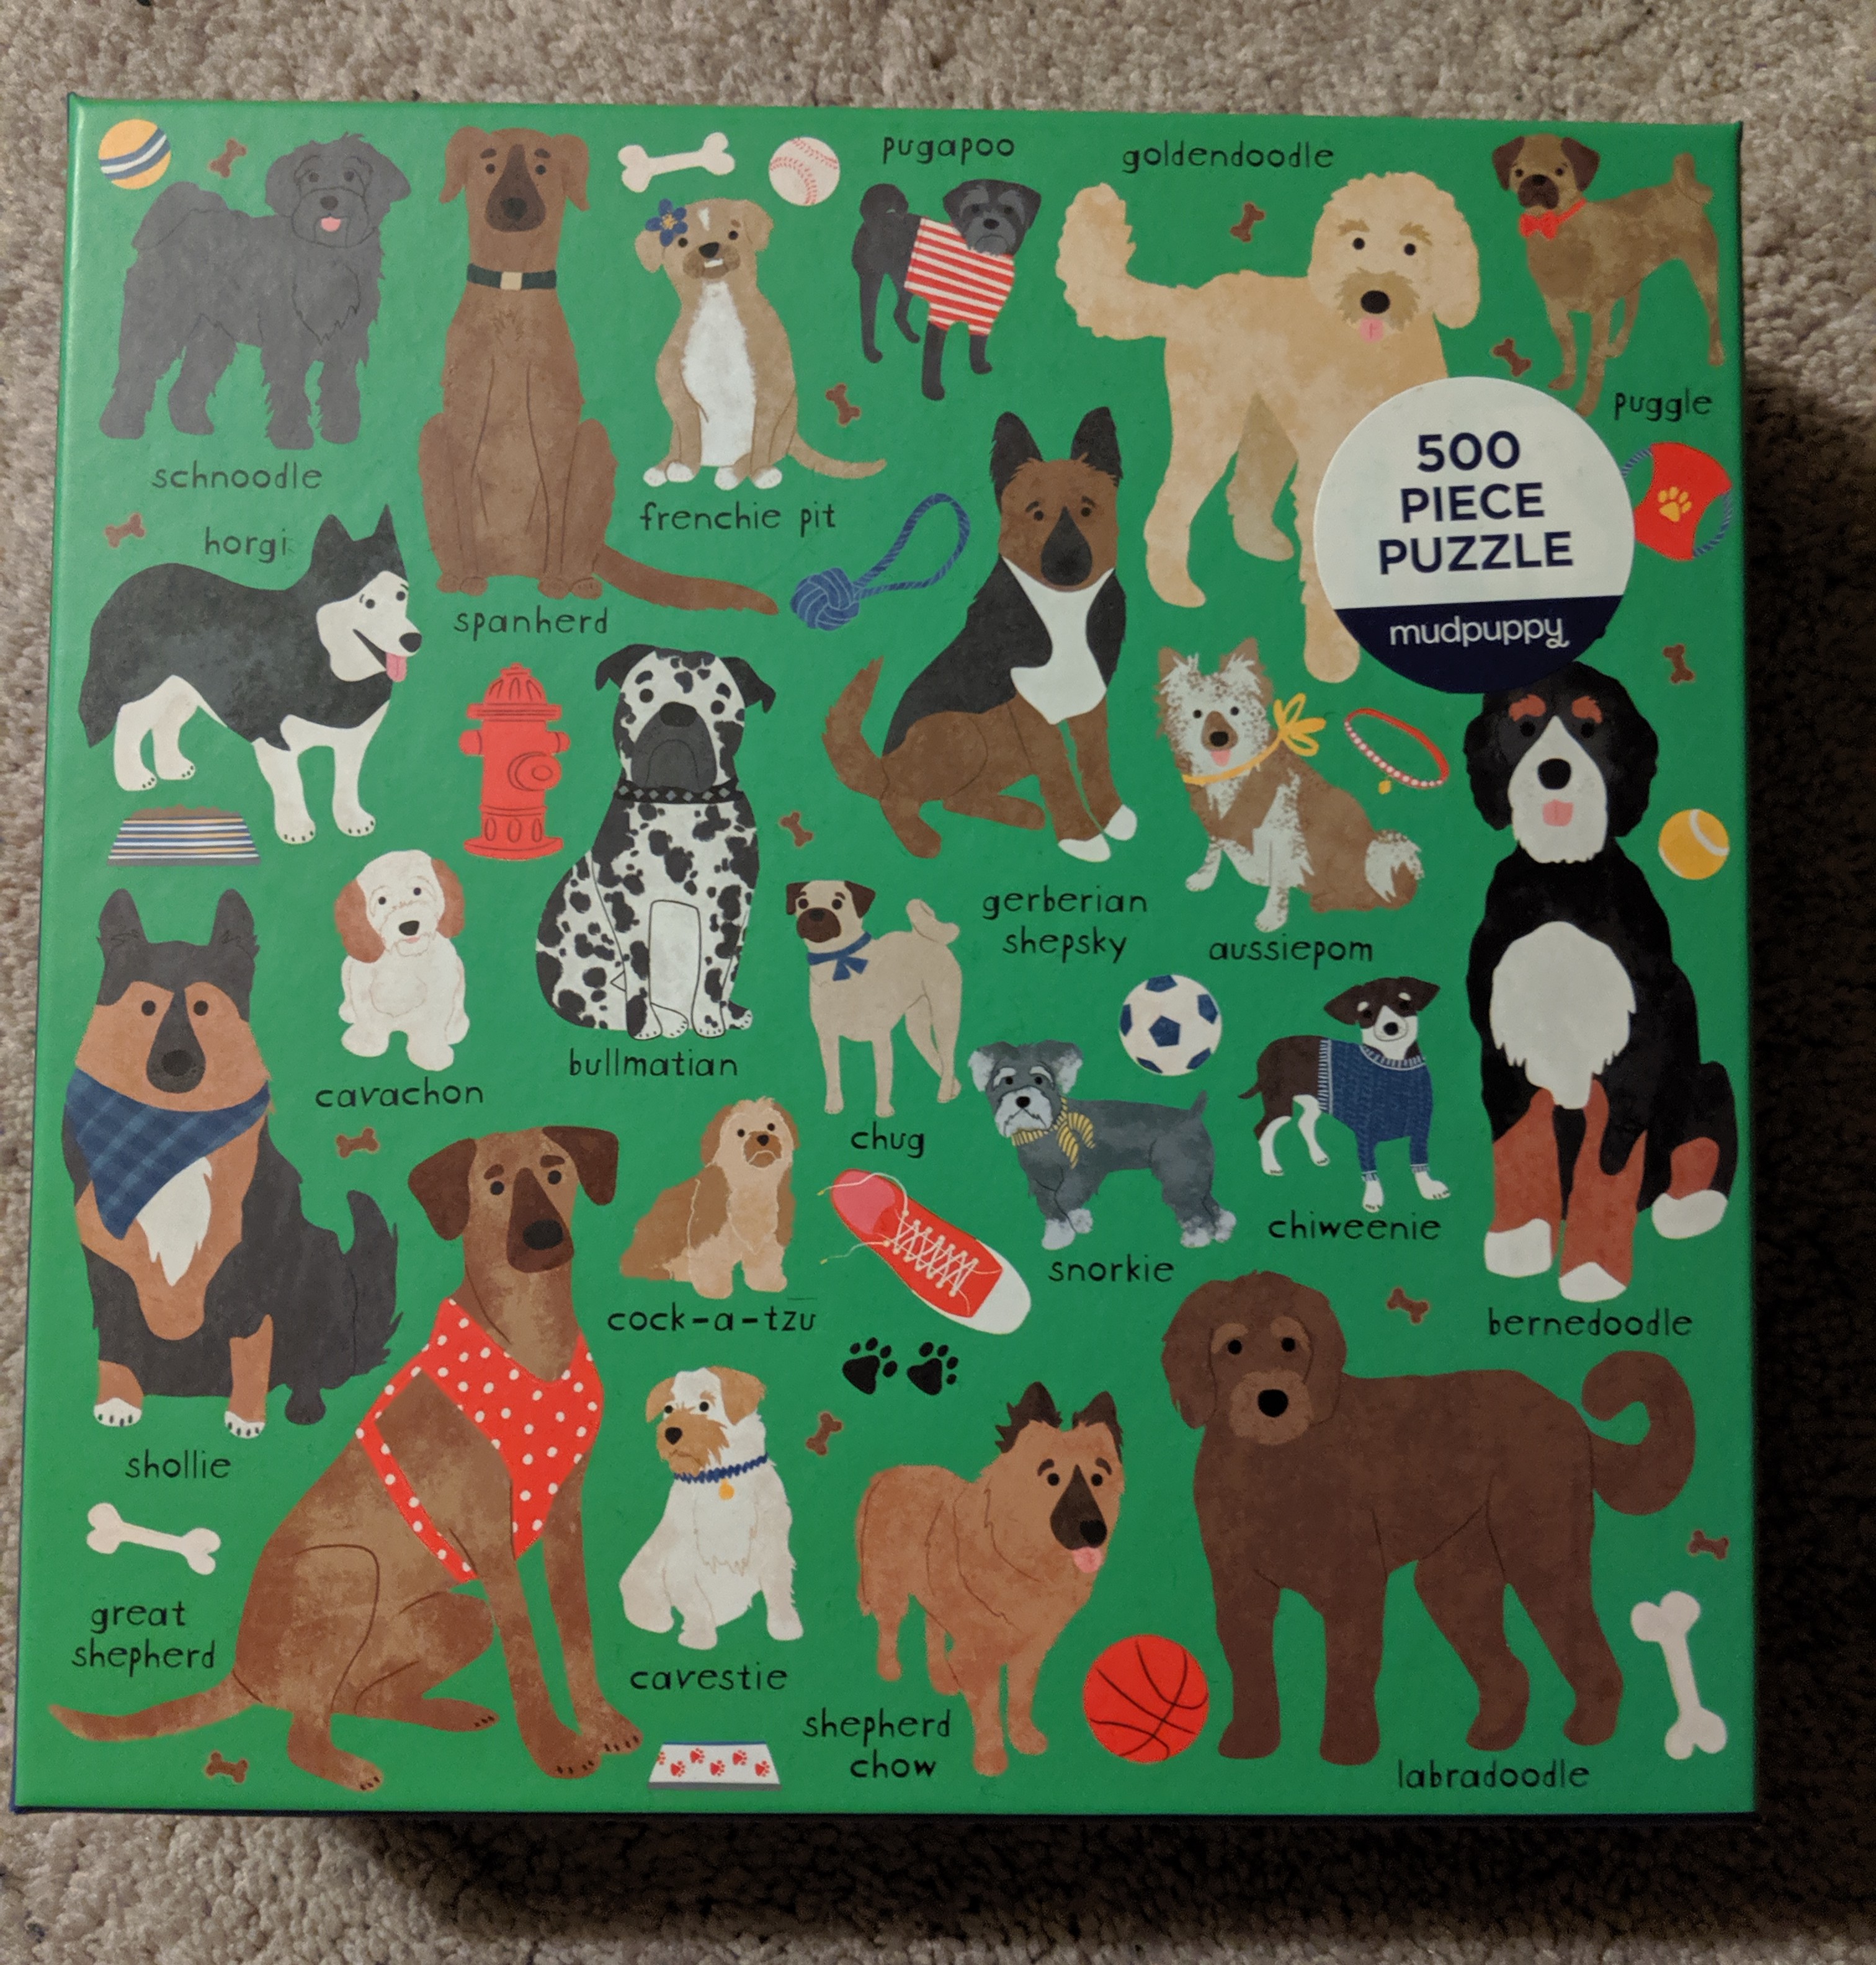 pugapoo
goldendoodle
puggle
schnoodle
frenchie pit
horgi
spanherd
500
PIECE
PUZZLE
mudpuppy
gerberian
shepsky
aussiepom
cavachon
bullmatian
chug
chiweenie
snorkie
cock-a-tzu
bernedoodle
shollie
great
shepherd
cavestie
shepherd
chow
labradoodle